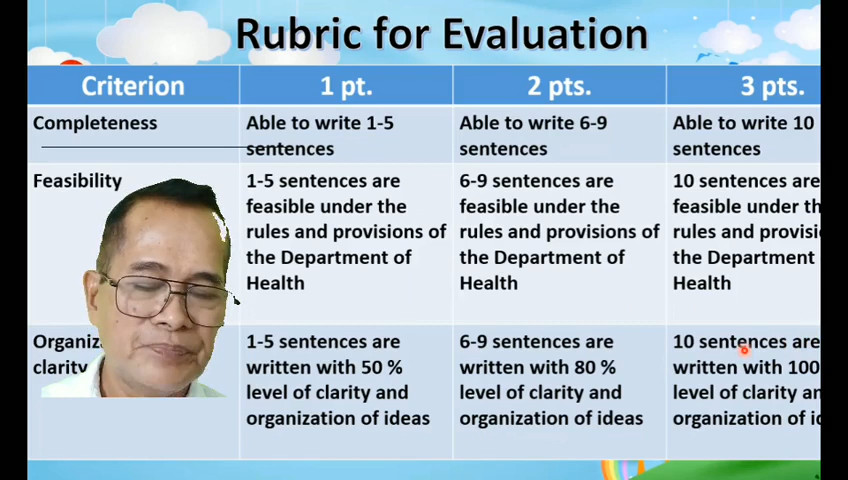 Rubric for Evaluation
Criterion 1 pt. 2 pts. 3 pts.
Completeness
Able to write 1-5
sentences
Able to write 6-9
sentences
Able to write 10
sentences
Feasibility
1-5 sentences are
feasible under the
rules and provisions of
the Department of
Health
6-9 sentences are
feasible under the
rules and provisions of
the Department of
Health
10 sentences are
feasible under
rules and
the Department
Health
clarity
1-5 sentences are
written with 50 %
level of clarity and
organization of ideas
6-9 sentences are
written with 80 %
level of clarity and
organization of ideas
10 sentences are
written with 100
level of clarity
organization of